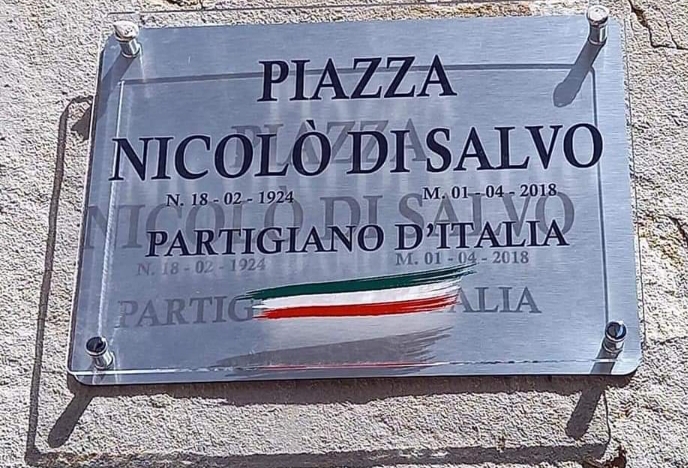 PIAZZA
NICOLÒ DI SALVO
N. 18 - 02 - 1924 M. 01 - 04 - 2018
PARTIGIANO D'ITALIA